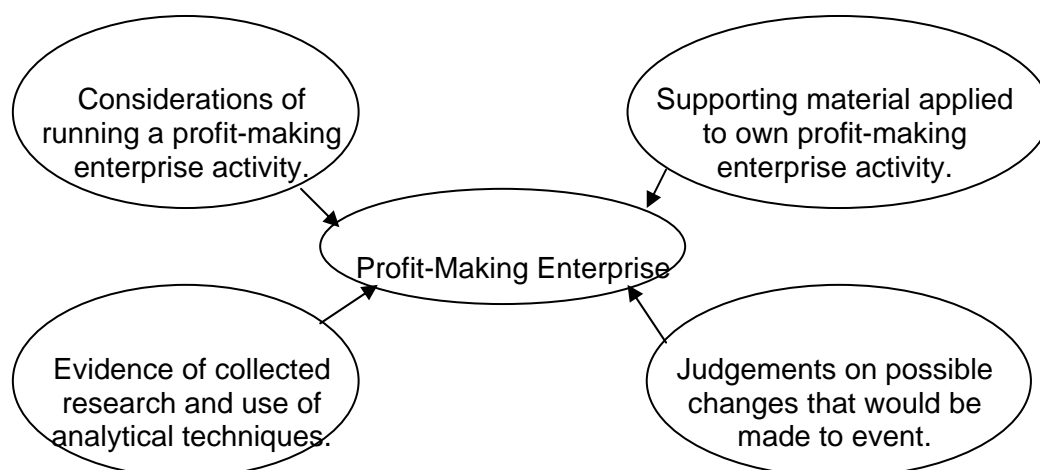 Considerations of
running a profit-making
enterprise activity.
Supporting material applied
to own profit-making
enterprise activity.
Profit-Making Enterprise
Evidence of collected
research and use of
analytical techniques.
Judgements on possible
changes that would be
made to event.